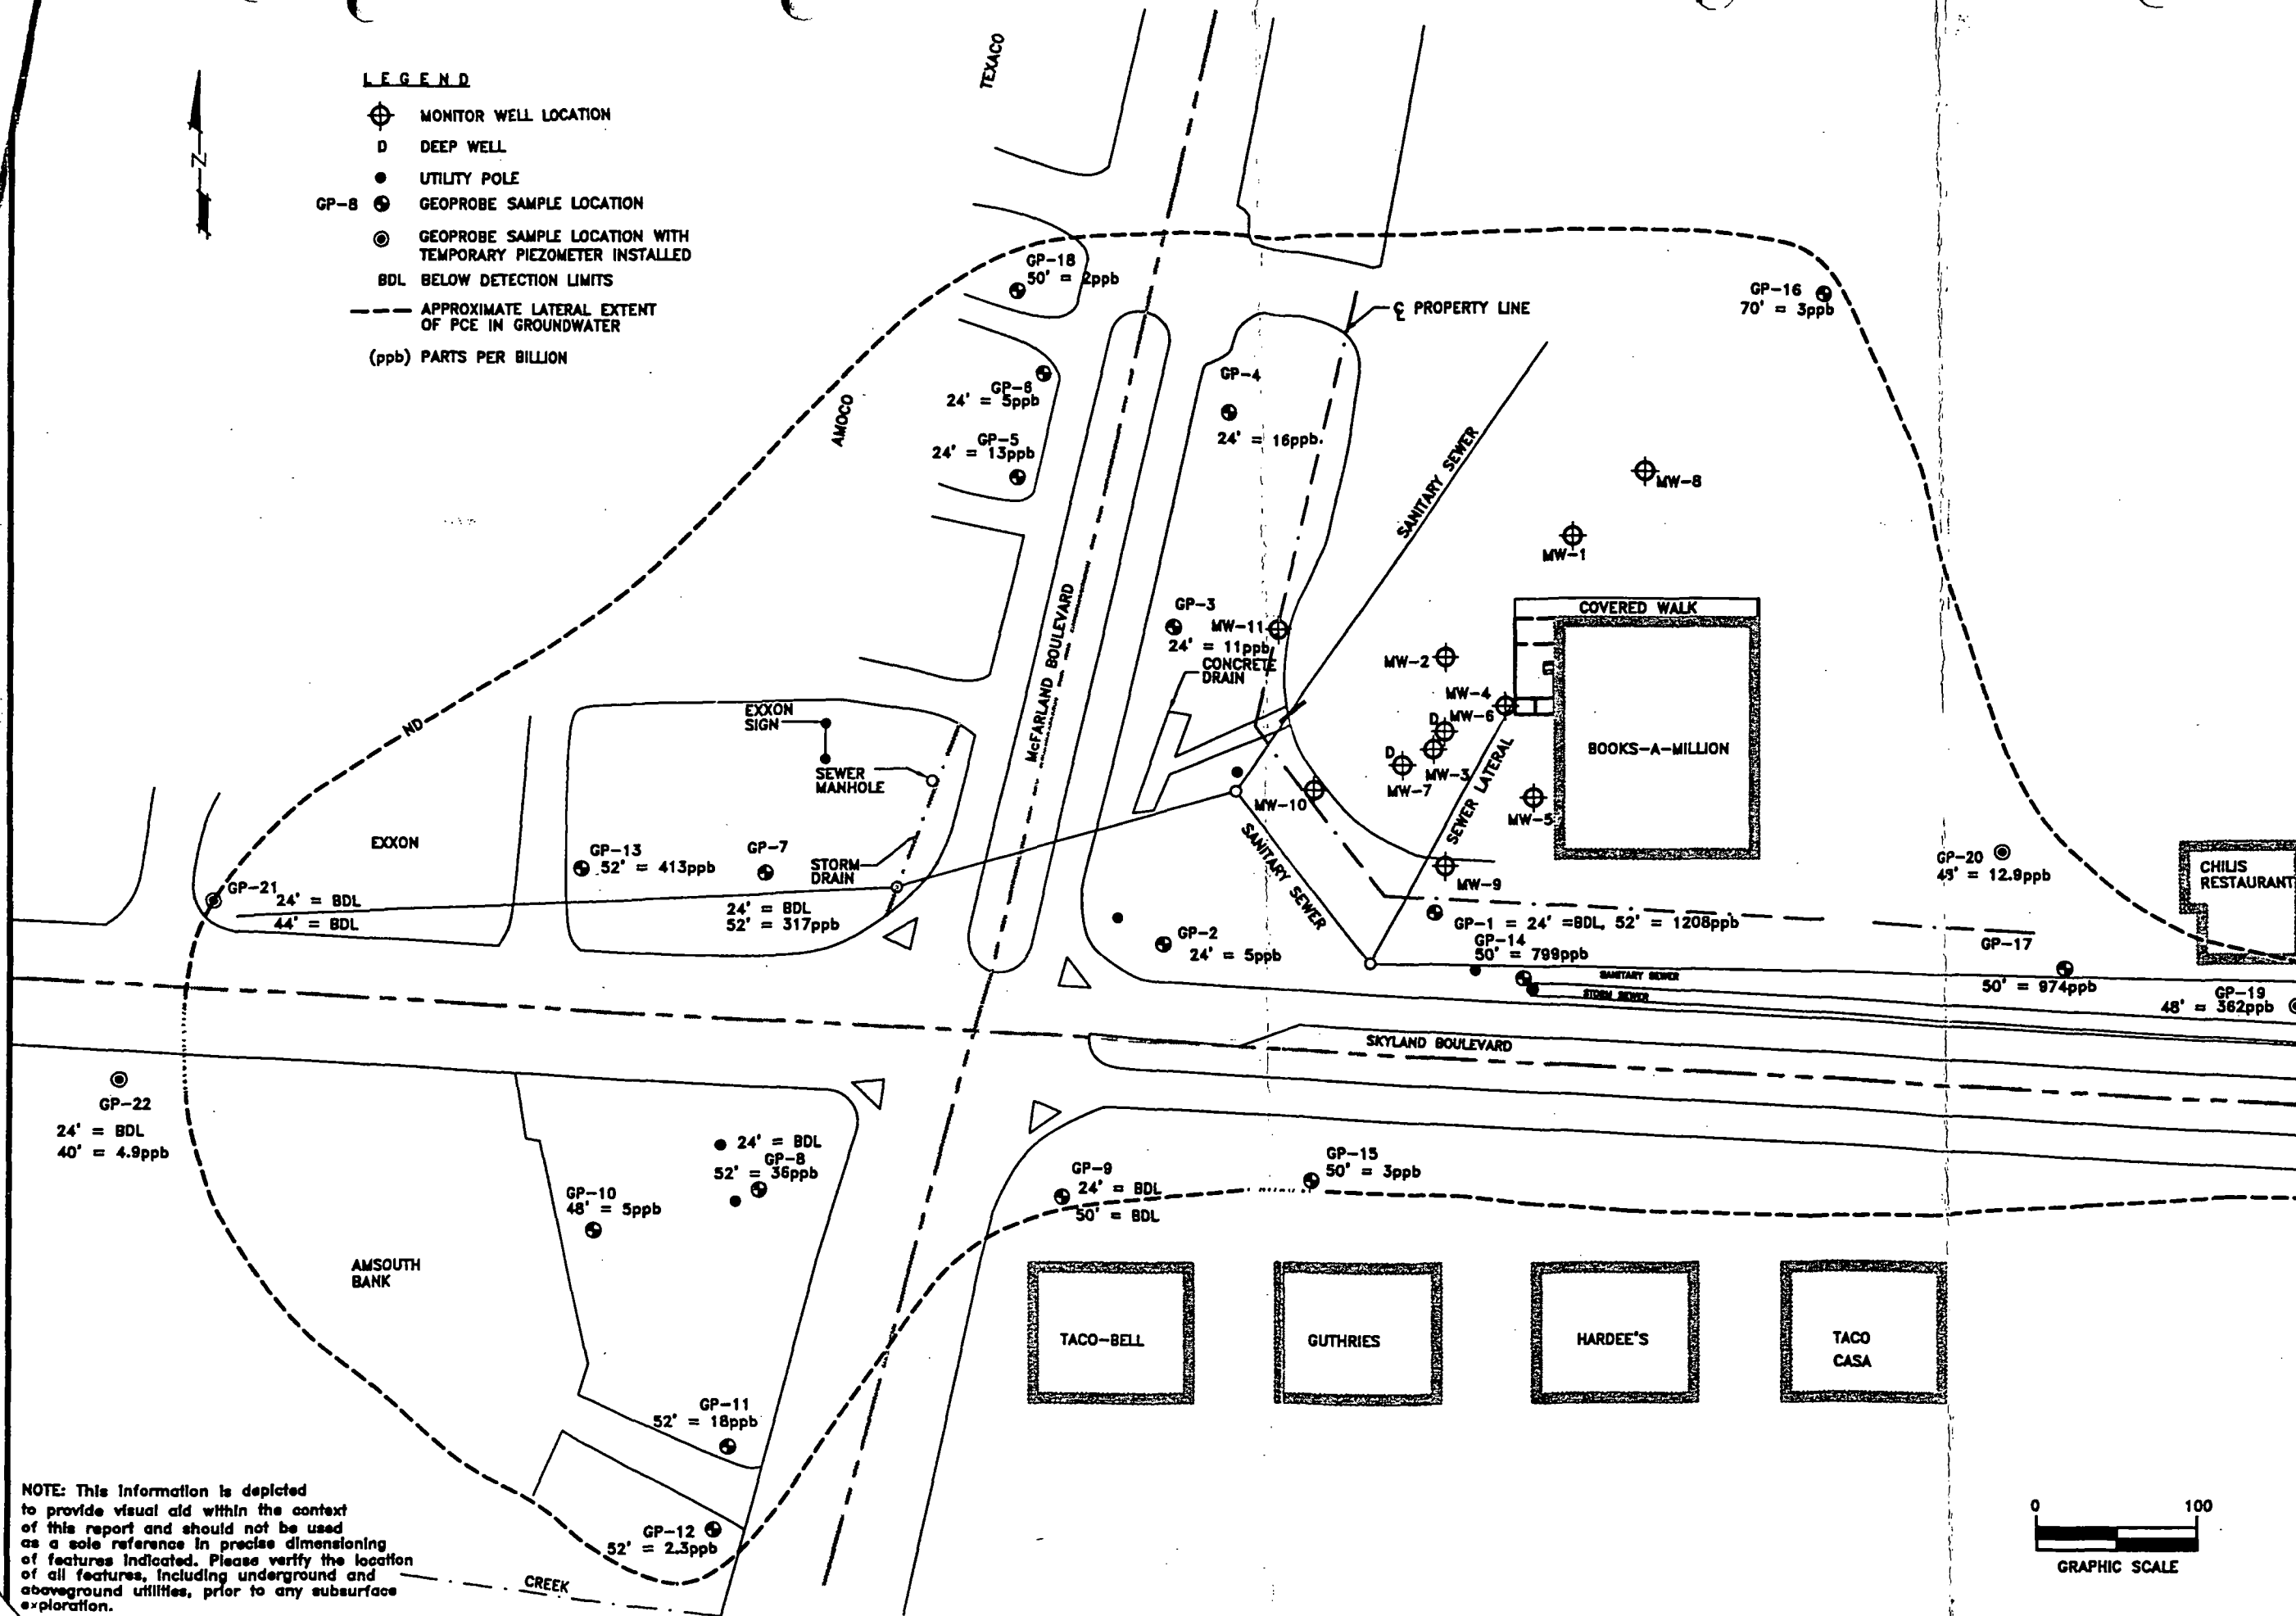 LEGEND
MONITOR WELL LOCATION
D DEEP WELL
UTILITY POLE
GP-8 GEOPROBE SAMPLE LOCATION
GEOPROBE SAMPLE LOCATION WITH
TEMPORARY PIEZOMETER INSTALLED
BDL BELOW DETECTION LIMITS
APPROXIMATE LATERAL EXTENT
OF PCE IN GROUNDWATER
(ppb) PARTS PER BILLION
N
TEXACO
GP-18
50' = 2ppb
GP-16
70' = 3ppb
℄ PROPERTY LINE
GP-6
24' = 5ppb
GP-5
24' = 13ppb
AMOCO
GP-4
24' = 16ppb.
SANITARY SEWER
MW-8
MW-1
McFARLAND BOULEVARD
GP-3
24' = 11ppb
MW-11
CONCRETE
DRAIN
MW-2
MW-4
D MW-6
D
MW-3
MW-7
MW-5
MW-10
MW-9
SEWER LATERAL
COVERED WALK
BOOKS-A-MILLION
ND
EXXON
SIGN
SEWER
MANHOLE
STORM
DRAIN
EXXON
GP-13
52' = 413ppb
GP-7
24' = BDL
52' = 317ppb
GP-21
24' = BDL
44' = BDL
SANITARY SEWER
GP-2
24' = 5ppb
GP-1 = 24' =BDL, 52' = 1208ppb
GP-14
50' = 799ppb
SANITARY SEWER
STORM SEWER
GP-20
45' = 12.9ppb
CHILIS
RESTAURANT
GP-17
50' = 974ppb
GP-19
48' = 362ppb
SKYLAND BOULEVARD
GP-22
24' = BDL
40' = 4.9ppb
24' = BDL
GP-8
52' = 36ppb
GP-10
48' = 5ppb
GP-9
24' = BDL
50' = BDL
GP-15
50' = 3ppb
AMSOUTH
BANK
TACO-BELL
GUTHRIES
HARDEE'S
TACO
CASA
GP-11
52' = 18ppb
GP-12
52' = 2.3ppb
CREEK
NOTE: This information is depicted
to provide visual aid within the context
of this report and should not be used
as a sole reference in precise dimensioning
of features indicated. Please verify the location
of all features, including underground and
aboveground utilities, prior to any subsurface
exploration.
0 100
GRAPHIC SCALE